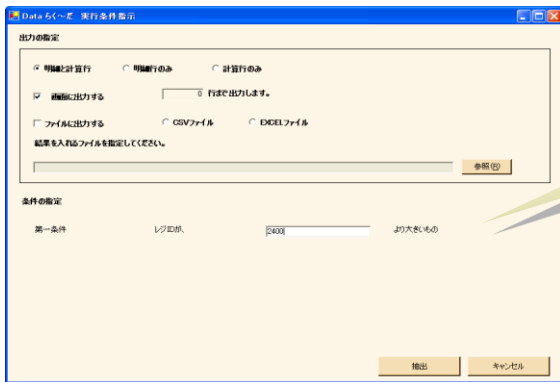 Data らく〜だ 実行条件指示
出力の指定
明細と計算行 明細行のみ 計算行のみ
画面に出力する 0 行まで出力します。
ファイルに出力する CSVファイル EXCELファイル
結果を入れるファイルを指定してください。
参照(R)
条件の指定
第一条件 レジIDが、 2400 より大きいもの
抽出 キャンセル